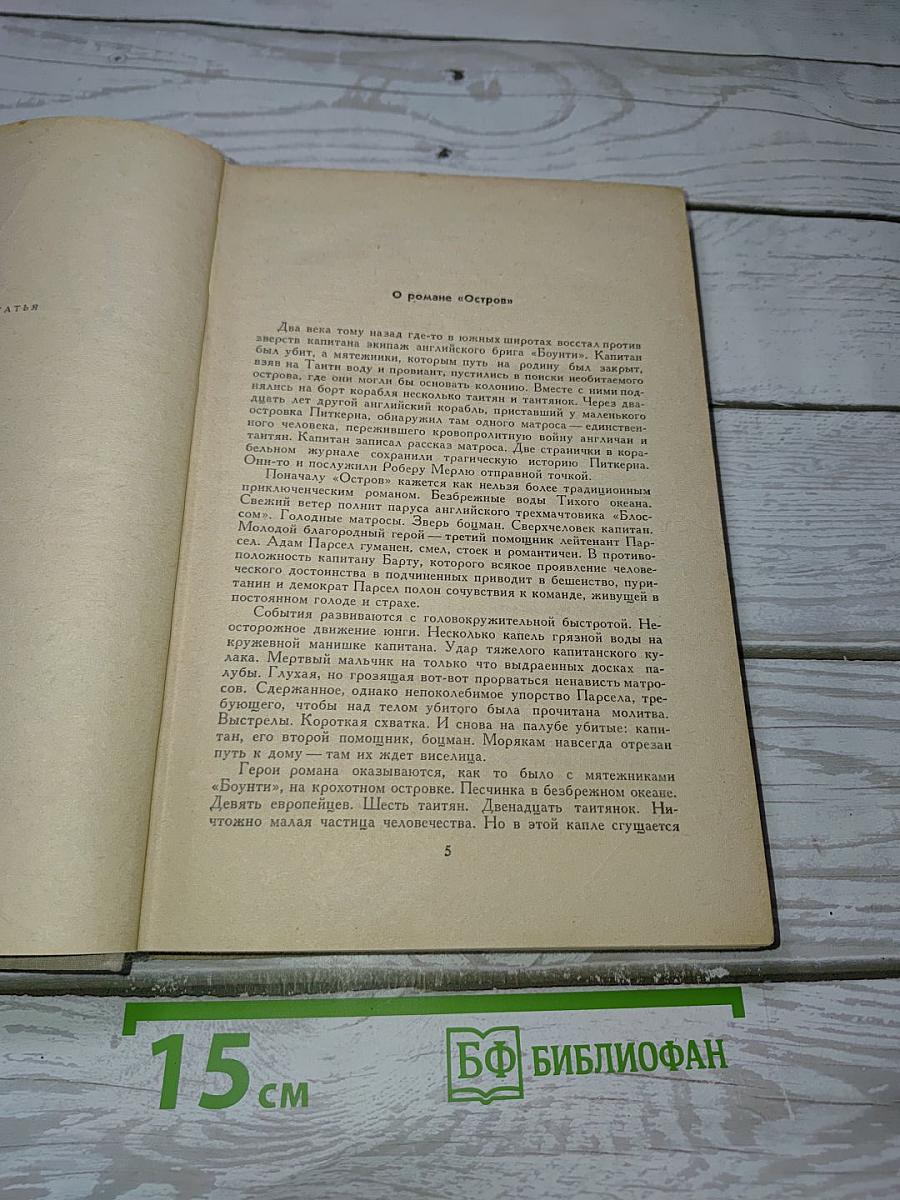 О романе «Остров»
Два века тому назад где-то в южных широтах восстал против
зверств капитана экипаж английского брига «Боунти». Капитан
был убит, а мятежники, которым путь на родину был закрыт,
взяв на Таити воду и провиант, пустились в поиски необитаемого
острова, где они могли бы основать колонию. Вместе с ними под-
нялись на борт корабля несколько таитян и таитянок. Через два-
дцать лет другой английский корабль, приставший у маленького
островка Питкерна, обнаружил там одного матроса — единствен-
ного человека, пережившего кровопролитную войну англичан и
таитян. Капитан записал рассказ матроса. Две странички в кора-
бельном журнале сохранили трагическую историю Питкерна.
Они-то и послужили Роберу Мерлю отправной точкой.
Поначалу «Остров» кажется как нельзя более традиционным
приключенческим романом. Безбрежные воды Тихого океана.
Свежий ветер полнит паруса английского трехмачтовика «Блос-
сом». Голодные матросы. Зверь боцман. Сверхчеловек капитан.
Молодой благородный герой — третий помощник лейтенант Пар-
сел. Адам Парсел гуманен, смел, стоек и романтичен. В противо-
положность капитану Барту, которого всякое проявление челове-
ческого достоинства в подчиненных приводит в бешенство, пури-
танин и демократ Парсел полон сочувствия к команде, живущей в
постоянном голоде и страхе.
События развиваются с головокружительной быстротой. Не-
осторожное движение юнги. Несколько капель грязной воды на
кружевной манишке капитана. Удар тяжелого капитанского ку-
лака. Мертвый мальчик на только что выдраенных досках па-
лубы. Глухая, но грозящая вот-вот прорваться ненависть матро-
сов. Сдержанное, однако непоколебимое упорство Парсела, тре-
бующего, чтобы над телом убитого была прочитана молитва.
Выстрелы. Короткая схватка. И снова на палубе убитые: капи-
тан, его второй помощник, боцман. Морякам навсегда отрезан
путь к дому — там их ждет виселица.
Герои романа оказываются, как то было с мятежниками
«Боунти», на крохотном островке. Песчинка в безбрежном океане.
Девять европейцев. Шесть таитян. Двенадцать таитянок. Ни-
чтожно малая частица человечества. Но в этой капле сгущается
5
15 см
БФ БИБЛИОФАН